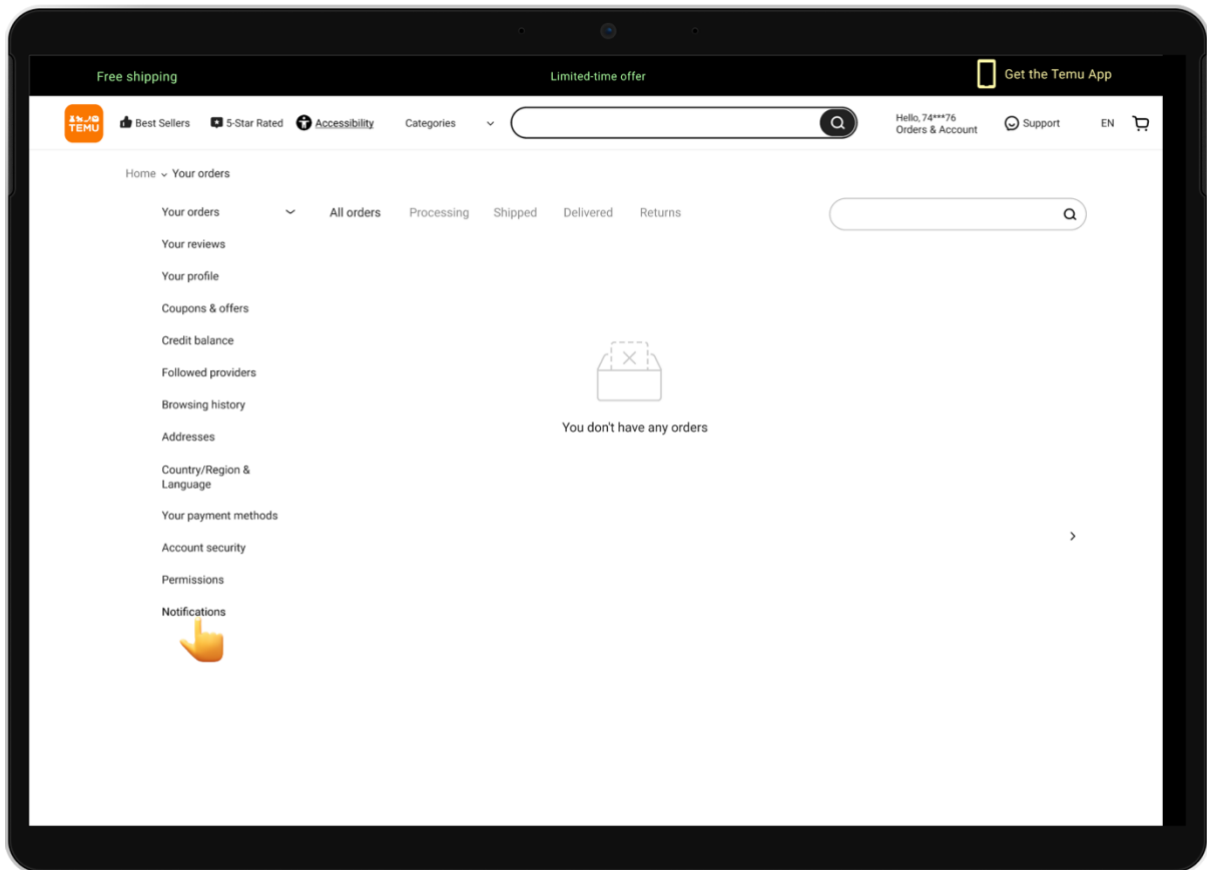 Free shipping
Limited-time offer
Get the Temu App
TEMU
Best Sellers
5-Star Rated
Accessibility
Categories
Hello, 74***76
Orders & Account
Support
EN
Home
Your orders
Your orders
All orders
Processing
Shipped
Delivered
Returns
Your reviews
Your profile
Coupons & offers
Credit balance
Followed providers
Browsing history
Addresses
Country/Region &
Language
Your payment methods
Account security
Permissions
Notifications
You don't have any orders